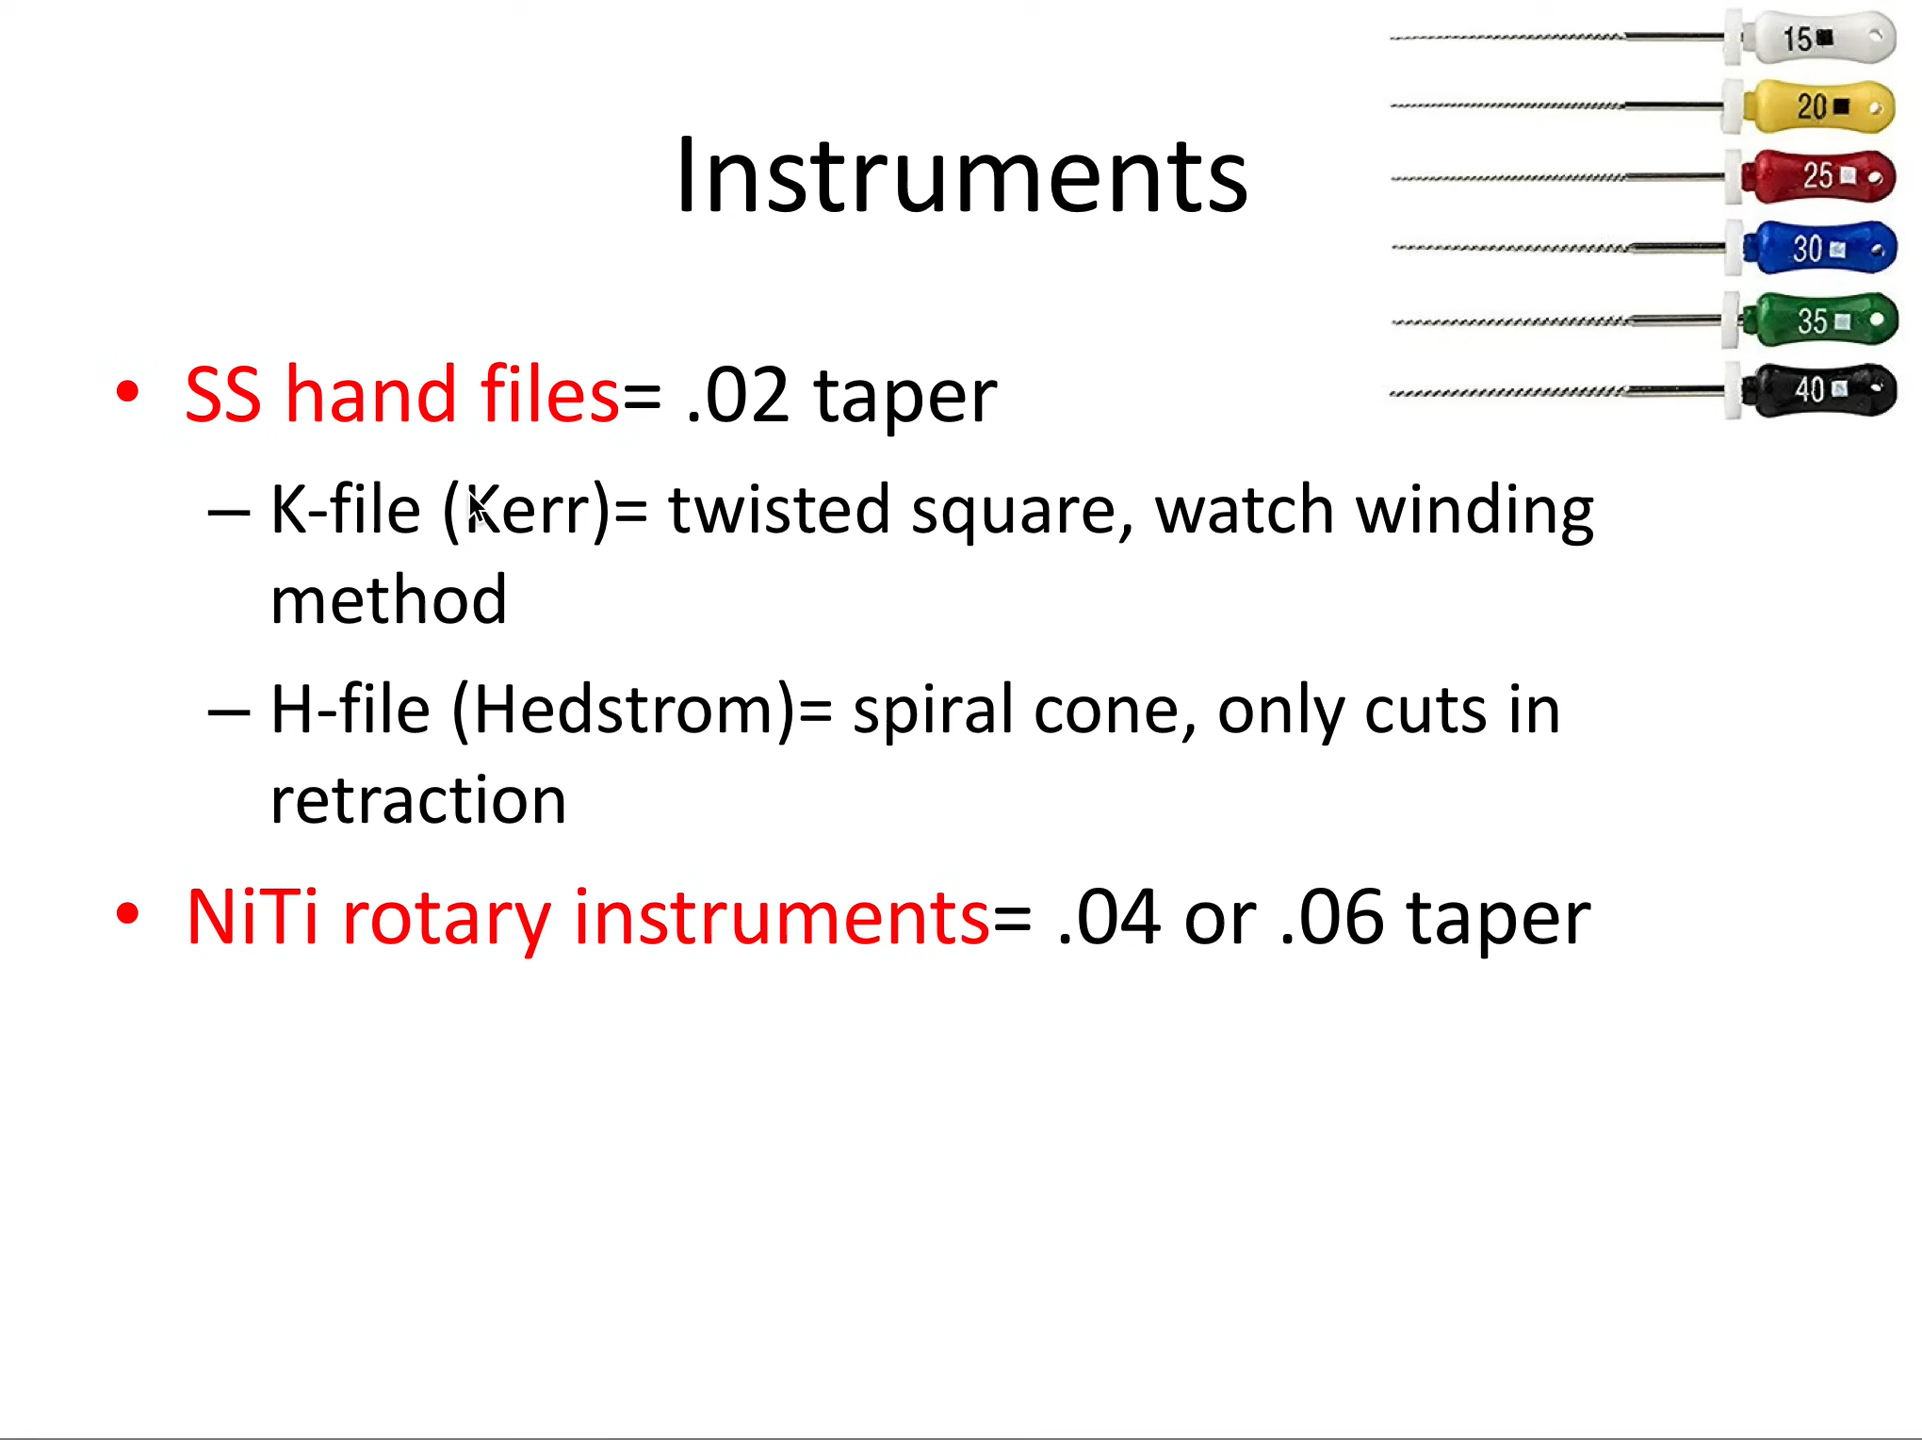 15
20
Instruments
25
30
35
40
• SS hand files= .02 taper
– K-file (Kerr)= twisted square, watch winding
method
– H-file (Hedstrom)= spiral cone, only cuts in
retraction
• NiTi rotary instruments= .04 or .06 taper